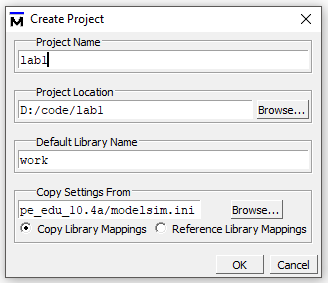 Create Project
Project Name
lab1
Project Location
D:/code/lab1
Browse...
Default Library Name
work
Copy Settings From
pe_edu_10.4a/modelsim.ini
Browse...
Copy Library Mappings
Reference Library Mappings
OK
Cancel